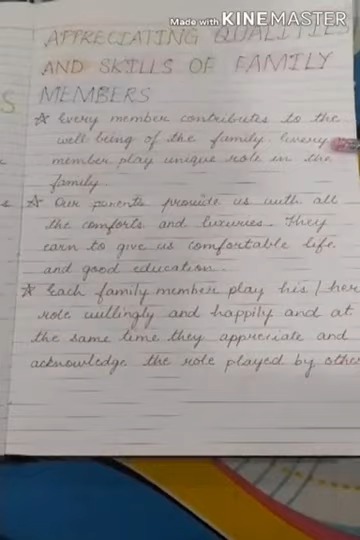 Made with KINEMASTER
APPRECIATING QUALITIES
AND SKILLS OF FAMILY
MEMBERS
S
☆ Every member contributes to the
well being of the family. Every
member play unique role in the
family.
☆ Our parents provide us with all
the comforts and luxuries. They
earn to give us comfortable life
and good education.
☆ Each family member play his / her
role willingly and happily and at
the same time they appreciate and
acknowledge the role played by other